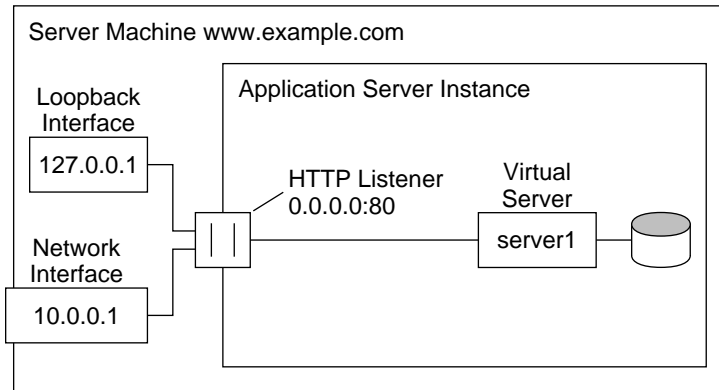 Server Machine www.example.com
Application Server Instance
Loopback
Interface
127.0.0.1
HTTP Listener
0.0.0.0:80
Virtual
Server
server1
Network
Interface
10.0.0.1